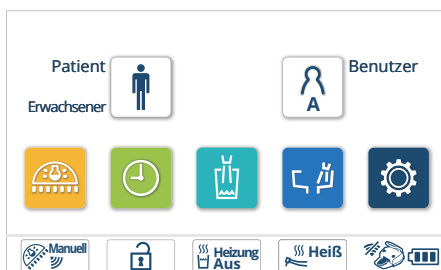 Patient
Benutzer
Erwachsener
A
Manuell
Heizung
Aus
Heiß